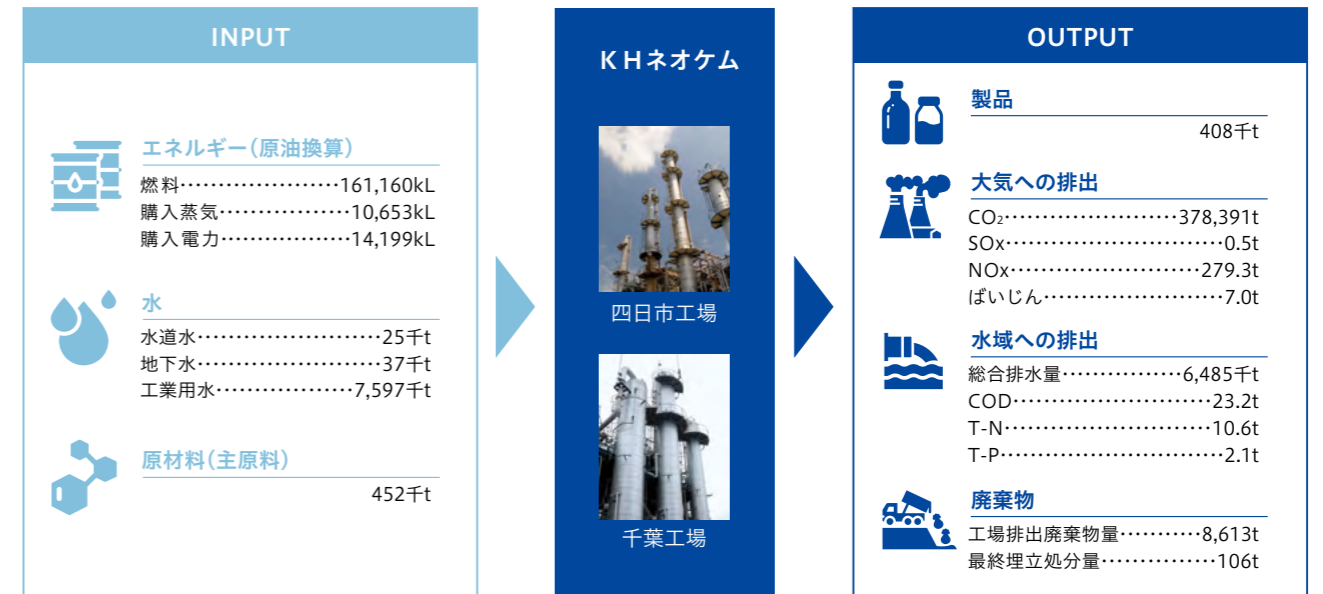 INPUT
エネルギー（原油換算）
燃料…………………161,160kL
購入蒸気………………10,653kL
購入電力………………14,199kL
水
水道水……………………25千t
地下水……………………37千t
工業用水………………7,597千t
原材料（主原料）
452千t
KHネオケム
四日市工場
千葉工場
OUTPUT
製品
408千t
大気への排出
CO₂……………………378,391t
SOx…………………………0.5t
NOx………………………279.3t
ばいじん……………………7.0t
水域への排出
総合排水量……………6,485千t
COD………………………23.2t
T-N…………………………10.6t
T-P…………………………2.1t
廃棄物
工場排出廃棄物量…………8,613t
最終埋立処分量……………106t